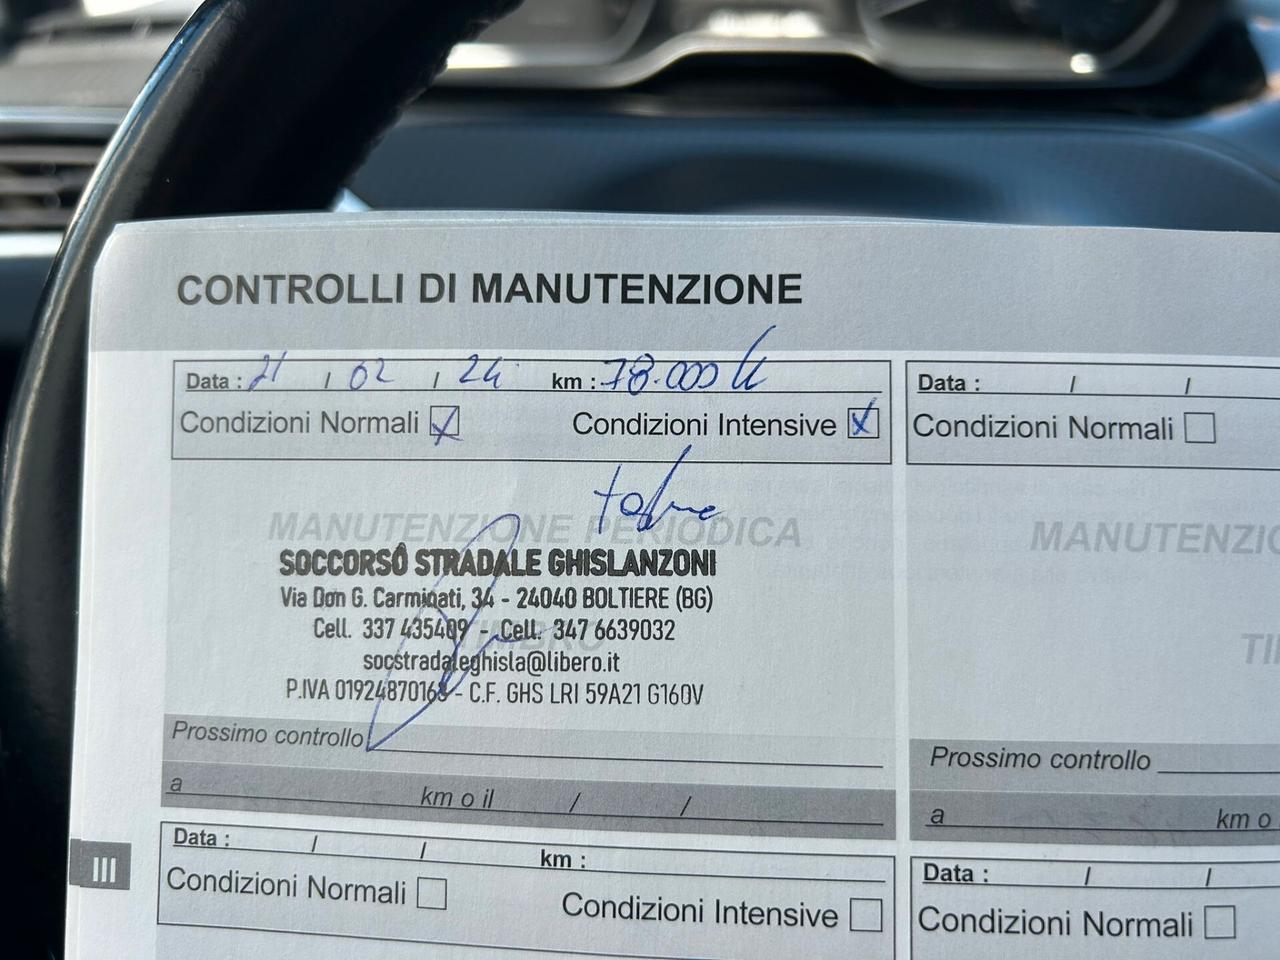 CONTROLLI DI MANUTENZIONE
Data : 21 / 02 / 24 km : 78.000
Condizioni Normali Condizioni Intensive
MANUTENZIONE PERIODICA
SOCCORSO STRADALE GHISLANZONI
Via Don G. Carminati, 34 - 24040 BOLTIERE (BG)
Cell. 337 435409 - Cell. 347 6639032
TIMBRO
socstradaleghisla@libero.it
P.IVA 01924870163 - C.F. GHS LRI 59A21 G160V
Prossimo controllo
a km o il / /
Data : / / km :
Condizioni Normali Condizioni Intensive
III
Data : / /
Condizioni Normali
MANUTENZIO
TI
Prossimo controllo
a km o
Data : / /
Condizioni Normali